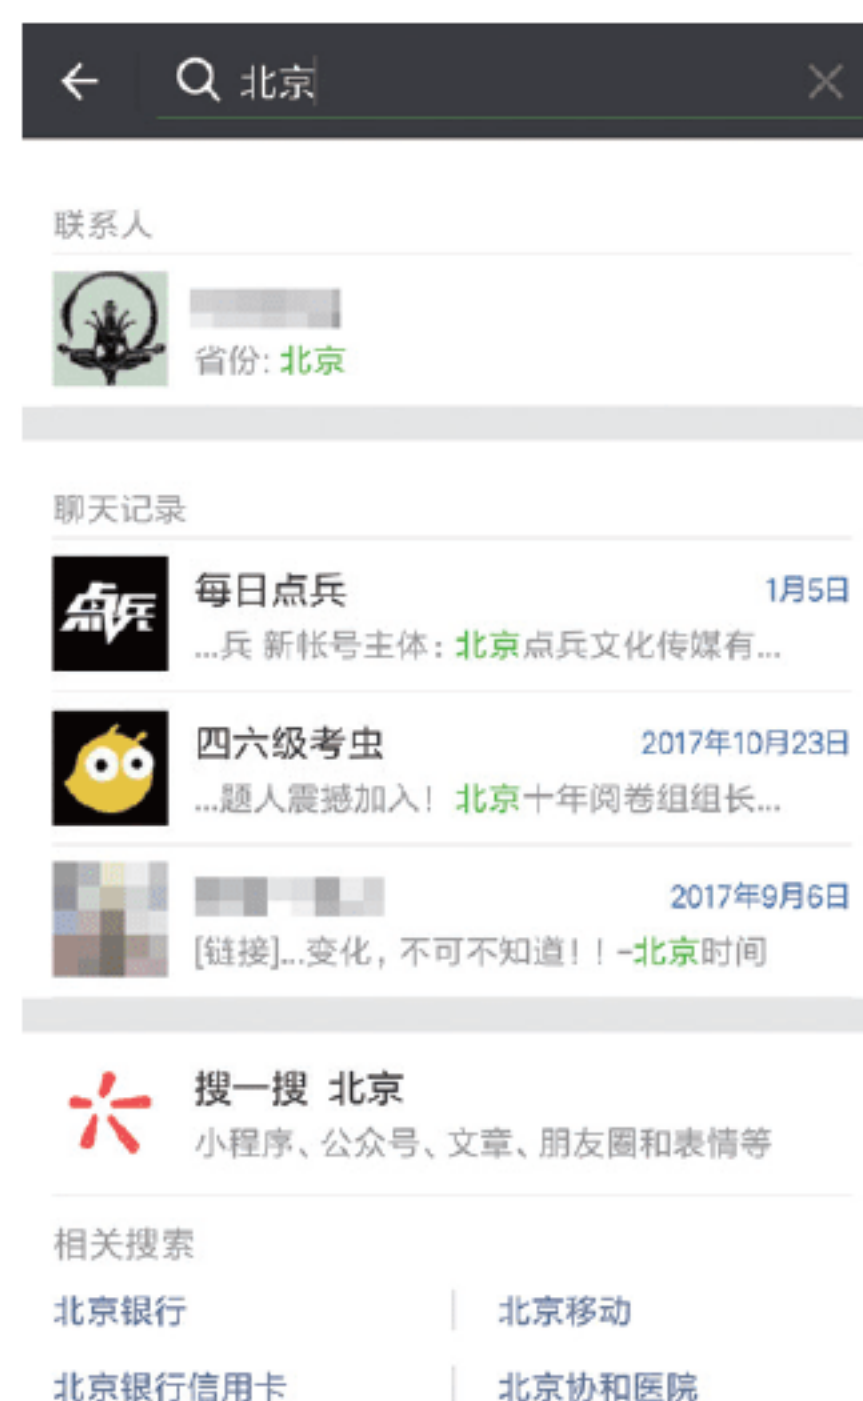 北京
联系人
省份: 北京
聊天记录
点兵
每日点兵 1月5日
...兵 新帐号主体: 北京点兵文化传媒有...
四六级考虫 2017年10月23日
...题人震撼加入! 北京十年阅卷组组长...
2017年9月6日
[链接]...变化, 不可不知道!! -北京时间
搜一搜 北京
小程序、公众号、文章、朋友圈和表情等
相关搜索
北京银行 北京移动
北京银行信用卡 北京协和医院